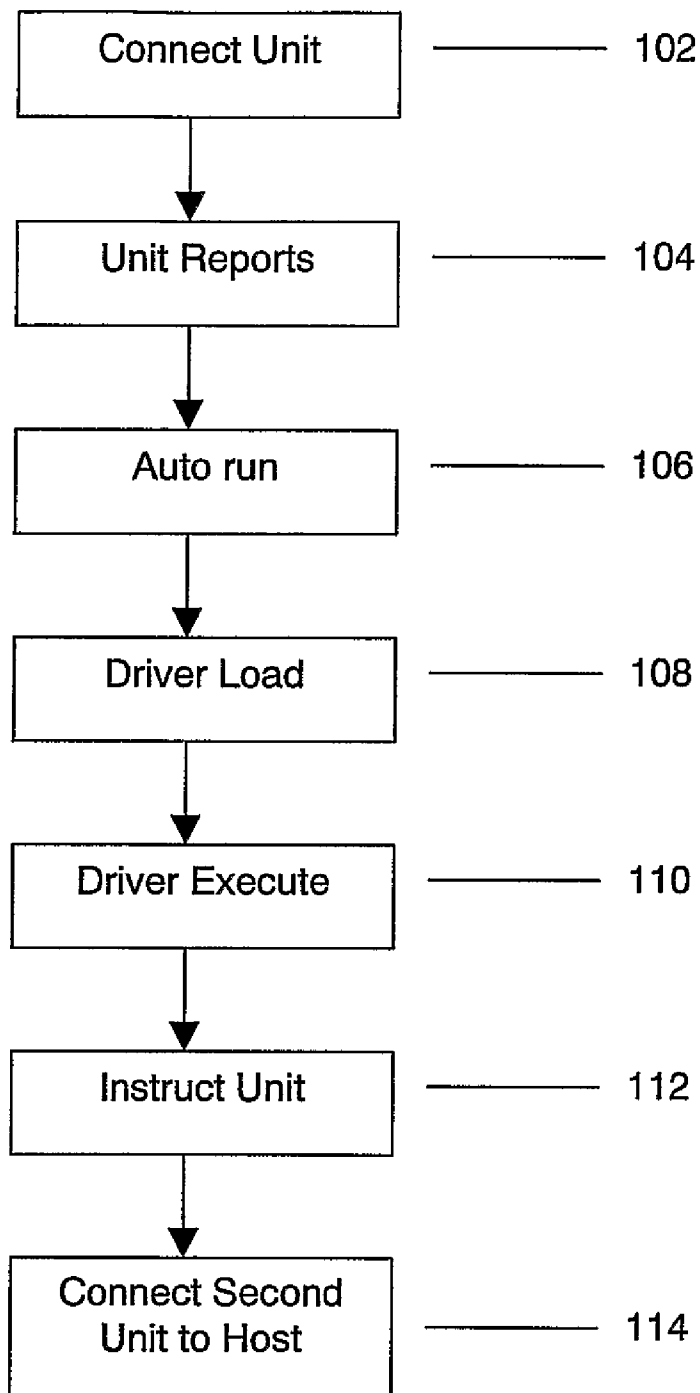 Connect Unit 102
Unit Reports 104
Auto run 106
Driver Load 108
Driver Execute 110
Instruct Unit 112
Connect Second
Unit to Host 114